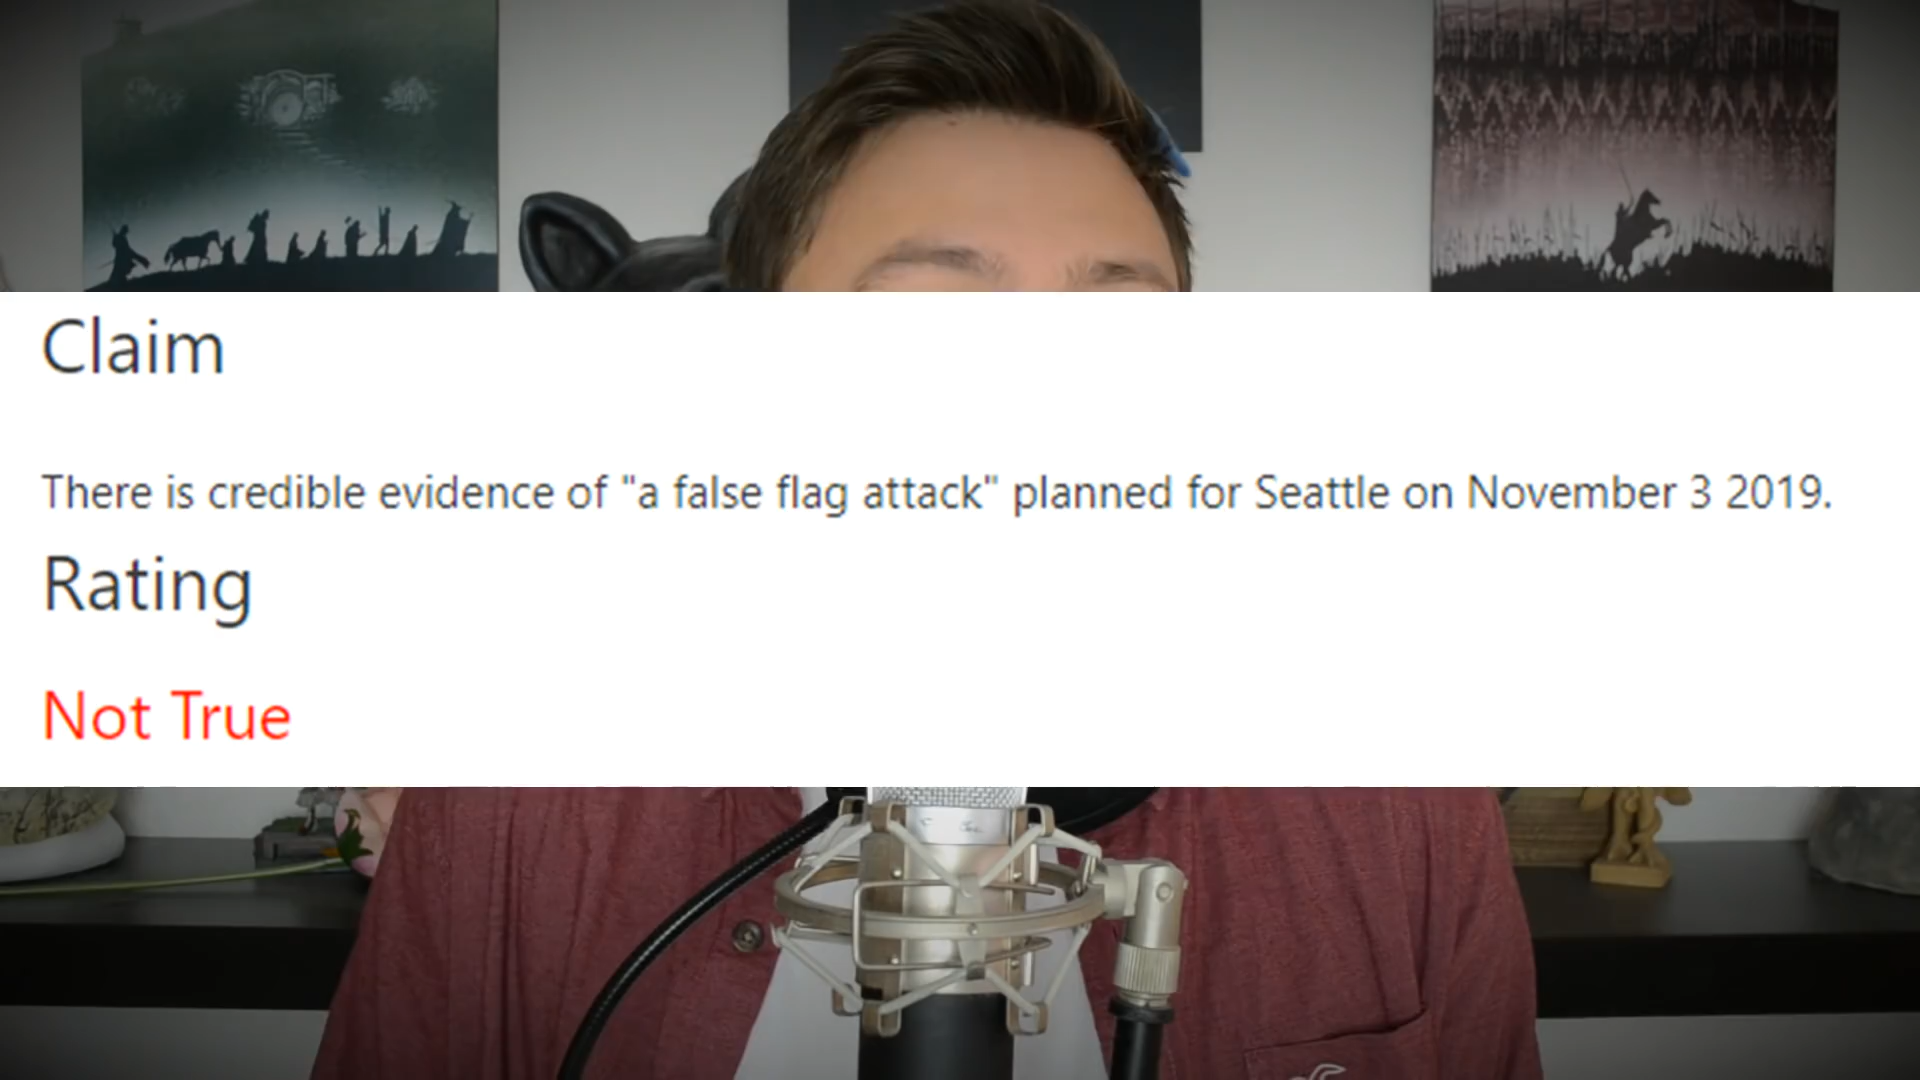 Claim
There is credible evidence of "a false flag attack" planned for Seattle on November 3 2019.
Rating
Not True